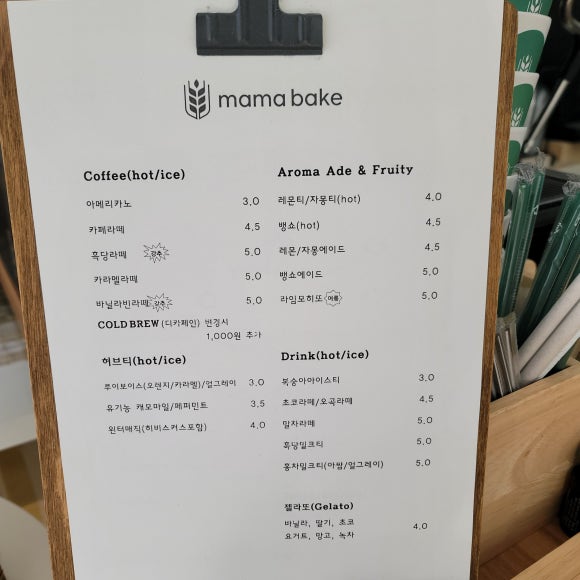 mama bake
Coffee(hot/ice)
아메리카노 3.0
카페라떼 4.5
흑당라떼 강추 5.0
카라멜라떼 5.0
바닐라빈라떼 강추 5.0
COLD BREW (디카페인) 변경시
1,000원 추가
허브티(hot/ice)
루이보이스(오렌지/카라멜)/얼그레이 3.0
유기농 캐모마일/페퍼민트 3.5
윈터매직(히비스커스포함) 4.0
Aroma Ade & Fruity
레몬티/자몽티(hot) 4.0
뱅쇼(hot) 4.5
레몬/자몽에이드 4.5
뱅쇼에이드 5.0
라임모히또 여름 5.0
Drink(hot/ice)
복숭아아이스티 3.0
초코라떼/오곡라떼 4.5
말차라떼 5.0
흑당밀크티 5.0
홍차밀크티(아쌈/얼그레이) 5.0
젤라또(Gelato)
바닐라, 딸기, 초코
요거트, 망고, 녹차 4.0